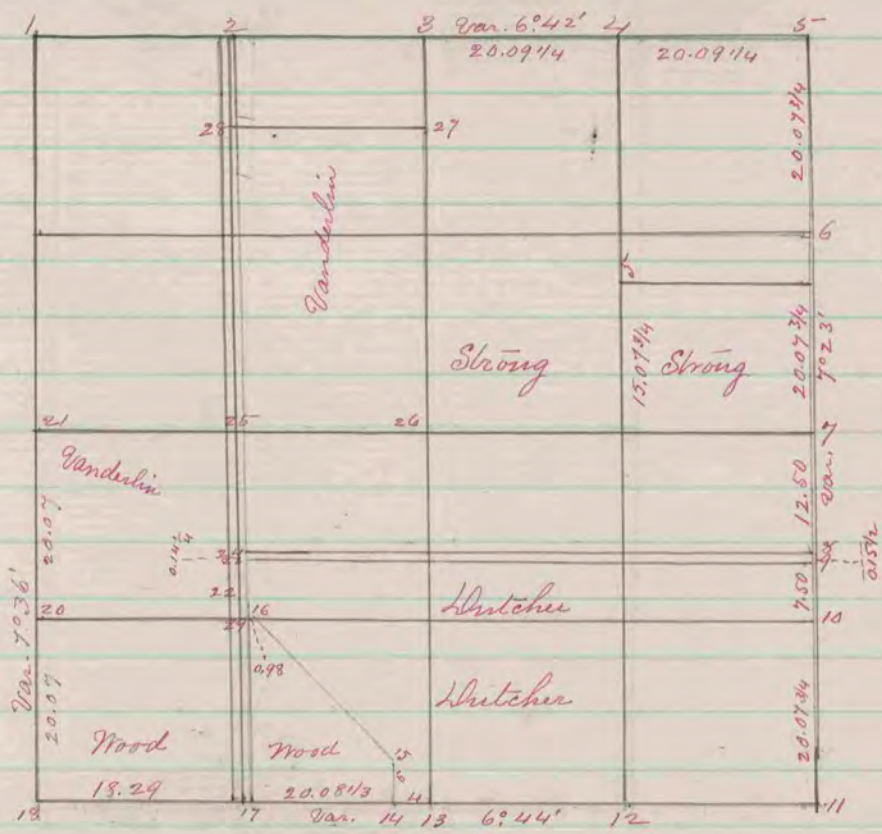 1 2 3 Var. 6° 42' 4 5
20.09 1/4 20.09 1/4
20.07 3/4
28 27
Vanderlin
6
5
Strong 15.07 3/4 Strong 20.07 3/4 Var. 7° 23'
21 25 26 7
Vanderlin
20.07 12.50
0.14 1/4 0.15 1/2
22 Dutcher 7.50
20 29 16 10
Var. 7° 36' 0.98
Dutcher
20.07 20.07 3/4
Wood Wood 15
18.29 20.08 1/3 4
18 17 Var. 14 13 6° 44' 12 11